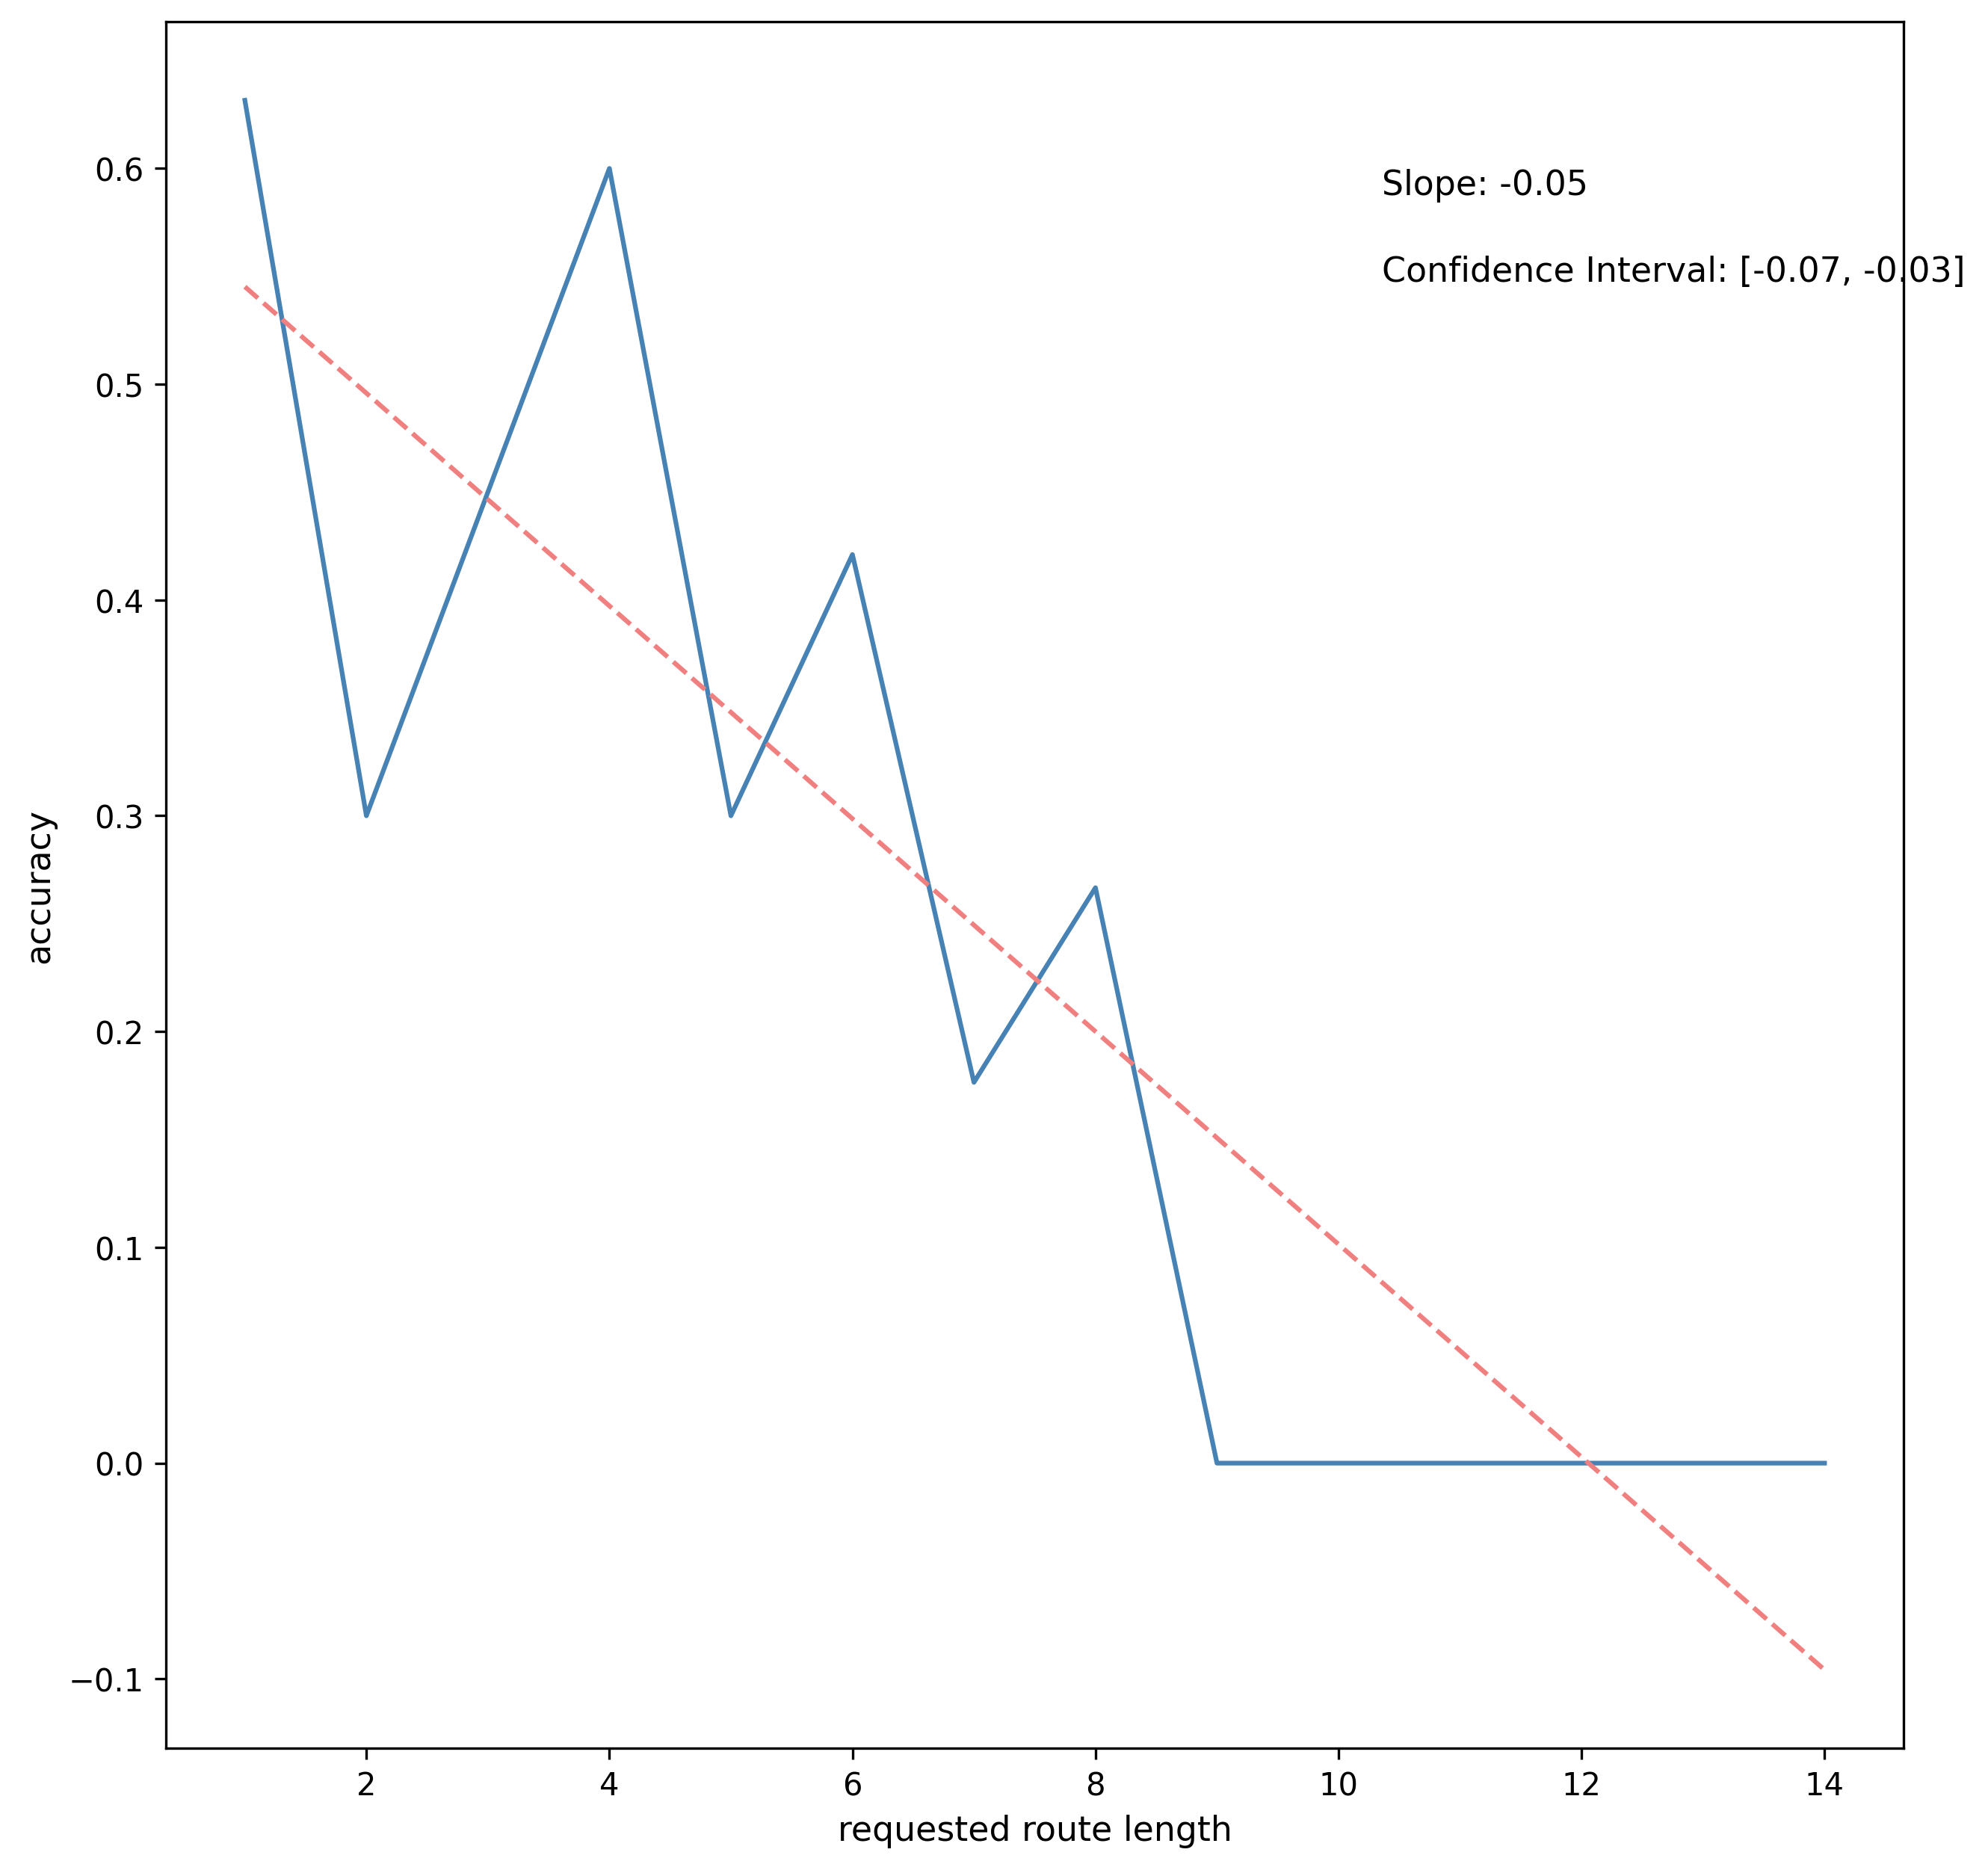 Slope: -0.05
Confidence Interval: [-0.07, -0.03]
accuracy
0.6
0.5
0.4
0.3
0.2
0.1
0.0
−0.1
2 4 6 8 10 12 14
requested route length